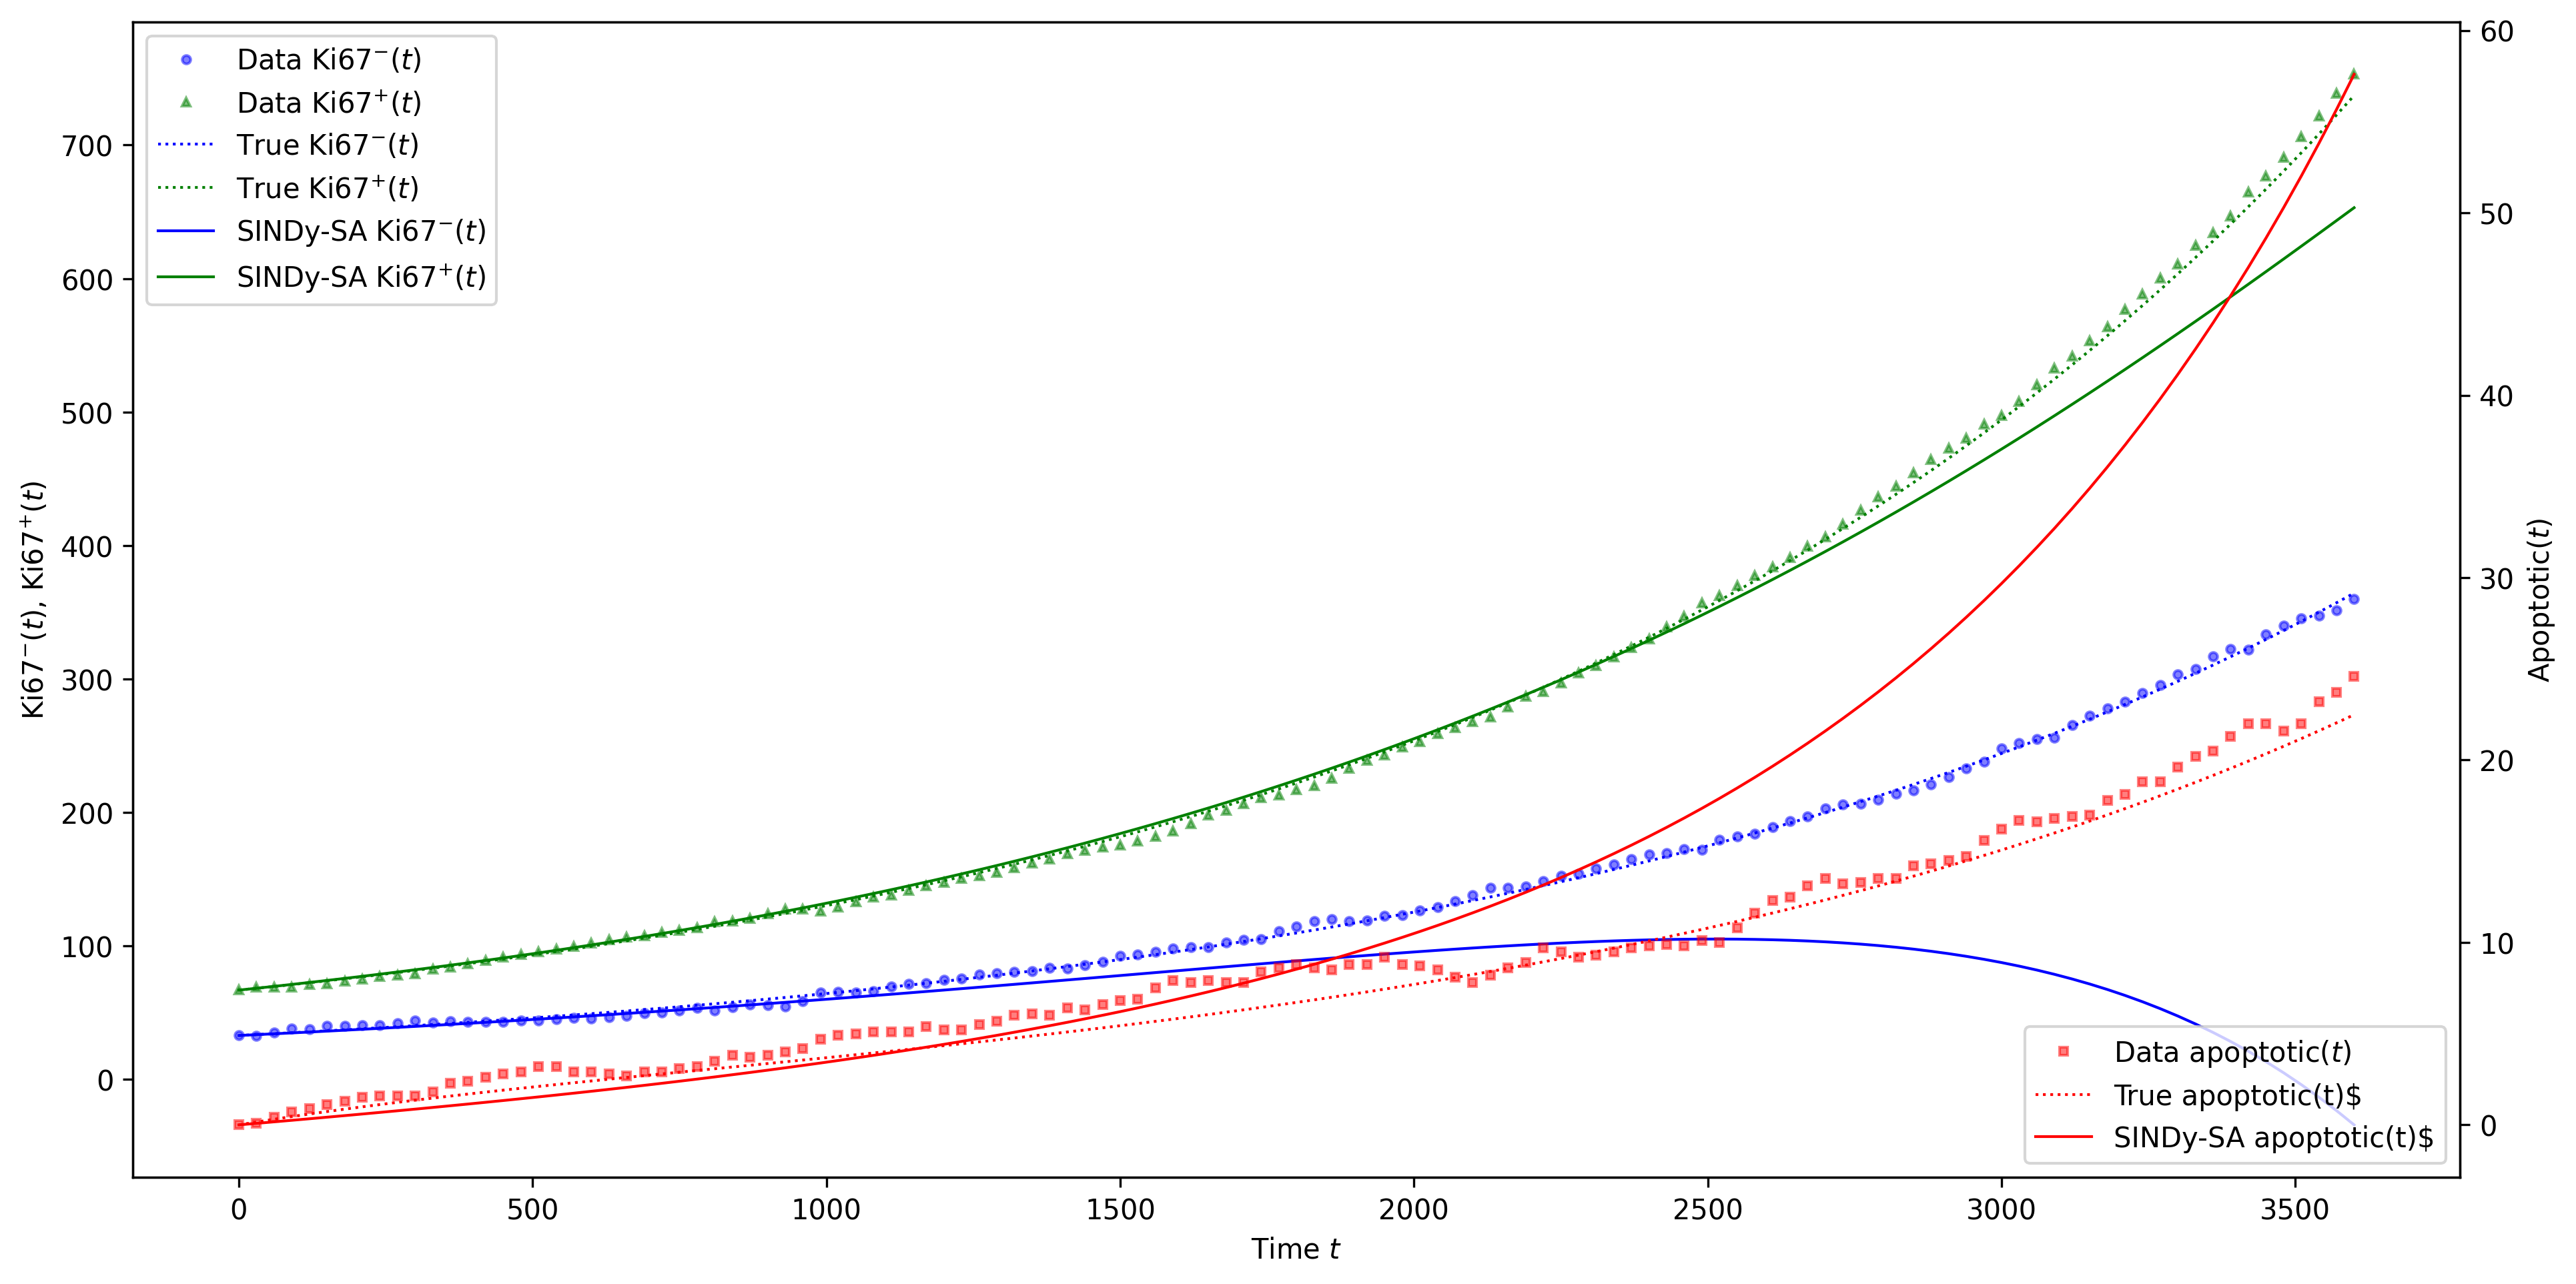 Data Ki67⁻(t)
Data Ki67⁺(t)
True Ki67⁻(t)
True Ki67⁺(t)
SINDy-SA Ki67⁻(t)
SINDy-SA Ki67⁺(t)
700
600
500
400
300
200
100
0
Ki67⁻(t), Ki67⁺(t)
60
50
40
30
20
10
0
Apoptotic(t)
Data apoptotic(t)
True apoptotic(t)$
SINDy-SA apoptotic(t)$
0 500 1000 1500 2000 2500 3000 3500
Time t